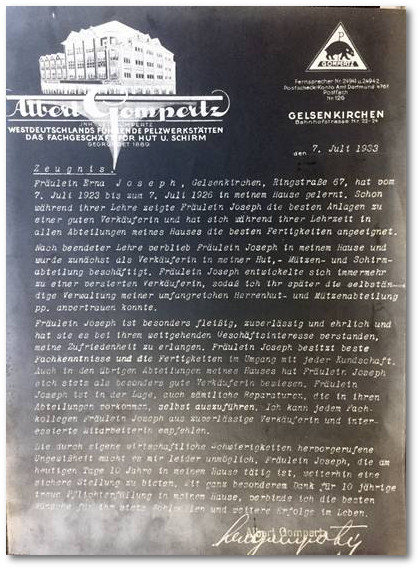 P
GOMPERTZ
Fernsprecher Nr. 24941 u. 24942
Postscheck-Konto Amt Dortmund 4761
Postfach
Nr. 126
GELSENKIRCHEN
Bahnhofstrasse Nr. 22-24
Albert Gompertz
WESTDEUTSCHLANDS FÜHRENDE PELZWERKSTÄTTEN
DAS FACHGESCHÄFT FÜR HUT U. SCHIRM
GEGRÜNDET 1889
den 7. Juli 1933
Zeugnis.
Fräulein Erna Joseph, Gelsenkirchen, Ringstraße 67, hat vom
7. Juli 1923 bis zum 7. Juli 1926 in meinem Hause gelernt. Schon
während ihrer Lehre zeigte Fräulein Joseph die besten Anlagen zu
einer guten Verkäuferin und hat sich während ihrer Lehrzeit in
allen Abteilungen meines Hauses die besten Fertigkeiten angeeignet.
Nach beendeter Lehre verblieb Fräulein Joseph in meinem Hause und
wurde zunächst als Verkäuferin in meiner Hut,- Mützen- und Schirm-
abteilung beschäftigt. Fräulein Joseph entwickelte sich immermehr
zu einer versierten Verkäuferin, sodaß ich ihr später die selbstän-
dige Verwaltung meiner umfangreichen Herrenhut- und Mützenabteilung
pp. anvertrauen konnte.
Fräulein Joseph ist besonders fleißig, zuverlässig und ehrlich und
hat sie es bei ihrem weitgehenden Geschäftsinteresse verstanden,
meine Zufriedenheit zu erlangen. Fräulein Joseph besitzt beste
Fachkenntnisse und die Fertigkeiten im Umgang mit jeder Kundschaft.
Auch in den übrigen Abteilungen meines Hauses hat Fräulein Joseph
sich stets als besonders gute Verkäuferin bewiesen. Fräulein
Joseph ist in der Lage, auch sämtliche Reparaturen, die in ihren
Abteilungen vorkommen, selbst auszuführen. Ich kann jedem Fach-
kollegen Fräulein Joseph als zuverlässige Verkäuferin und inter-
essierte Mitarbeiterin empfehlen.
Die durch eigene wirtschaftliche Schwierigkeiten hervorgerufene
Ungewißheit macht es mir leider unmöglich, Fräulein Joseph, die am
heutigen Tage 10 Jahre in meinem Hause tätig ist, weiterhin eine
sichere Stellung zu bieten. Mit ganz besonderem Dank für 10 jährige
treue Pflichterfüllung in meinem Hause, verbinde ich die besten
Wünsche für ihr stets Wohlergehen und weitere Erfolge im Leben.
Albert Gompertz